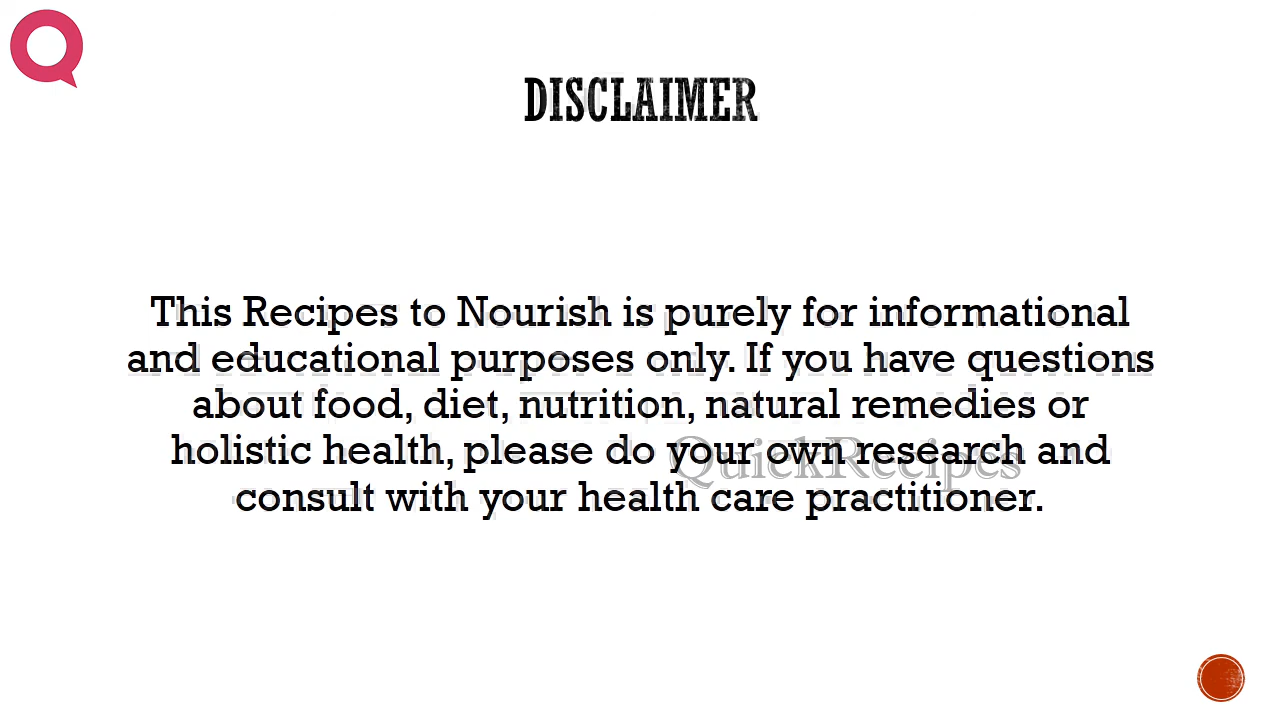 DISCLAIMER
This Recipes to Nourish is purely for informational
and educational purposes only. If you have questions
about food, diet, nutrition, natural remedies or
holistic health, please do your own research and
QuickRecipes
consult with your health care practitioner.